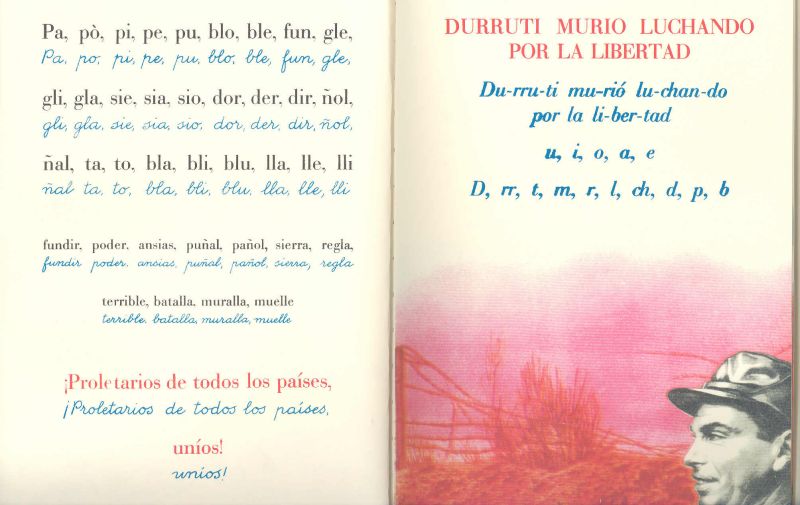 Pa, pò, pi, pe, pu, blo, ble, fun, gle,
Pa, po, pi, pe, pu, blo, ble, fun, gle,
gli, gla, sie, sia, sio, dor, der, dir, ñol,
gli, gla, sie, sia, sio, dor, der, dir, ñol,
ñal, ta, to, bla, bli, blu, lla, lle, lli
ñal ta, to, bla, bli, blu, lla, lle, lli
fundir, poder. ansias, puñal, pañol, sierra, regla,
fundir poder. ansias, puñal, pañol, sierra, regla
terrible, batalla, muralla, muelle
terrible, batalla, muralla, muelle
¡Proletarios de todos los países,
¡Proletarios de todos los países,
uníos!
uníos!
DURRUTI MURIO LUCHANDO
POR LA LIBERTAD
Du-rru-ti mu-rió lu-chan-do
por la li-ber-tad
u, i, o, a, e
D, rr, t, m, r, l, ch, d, p, b